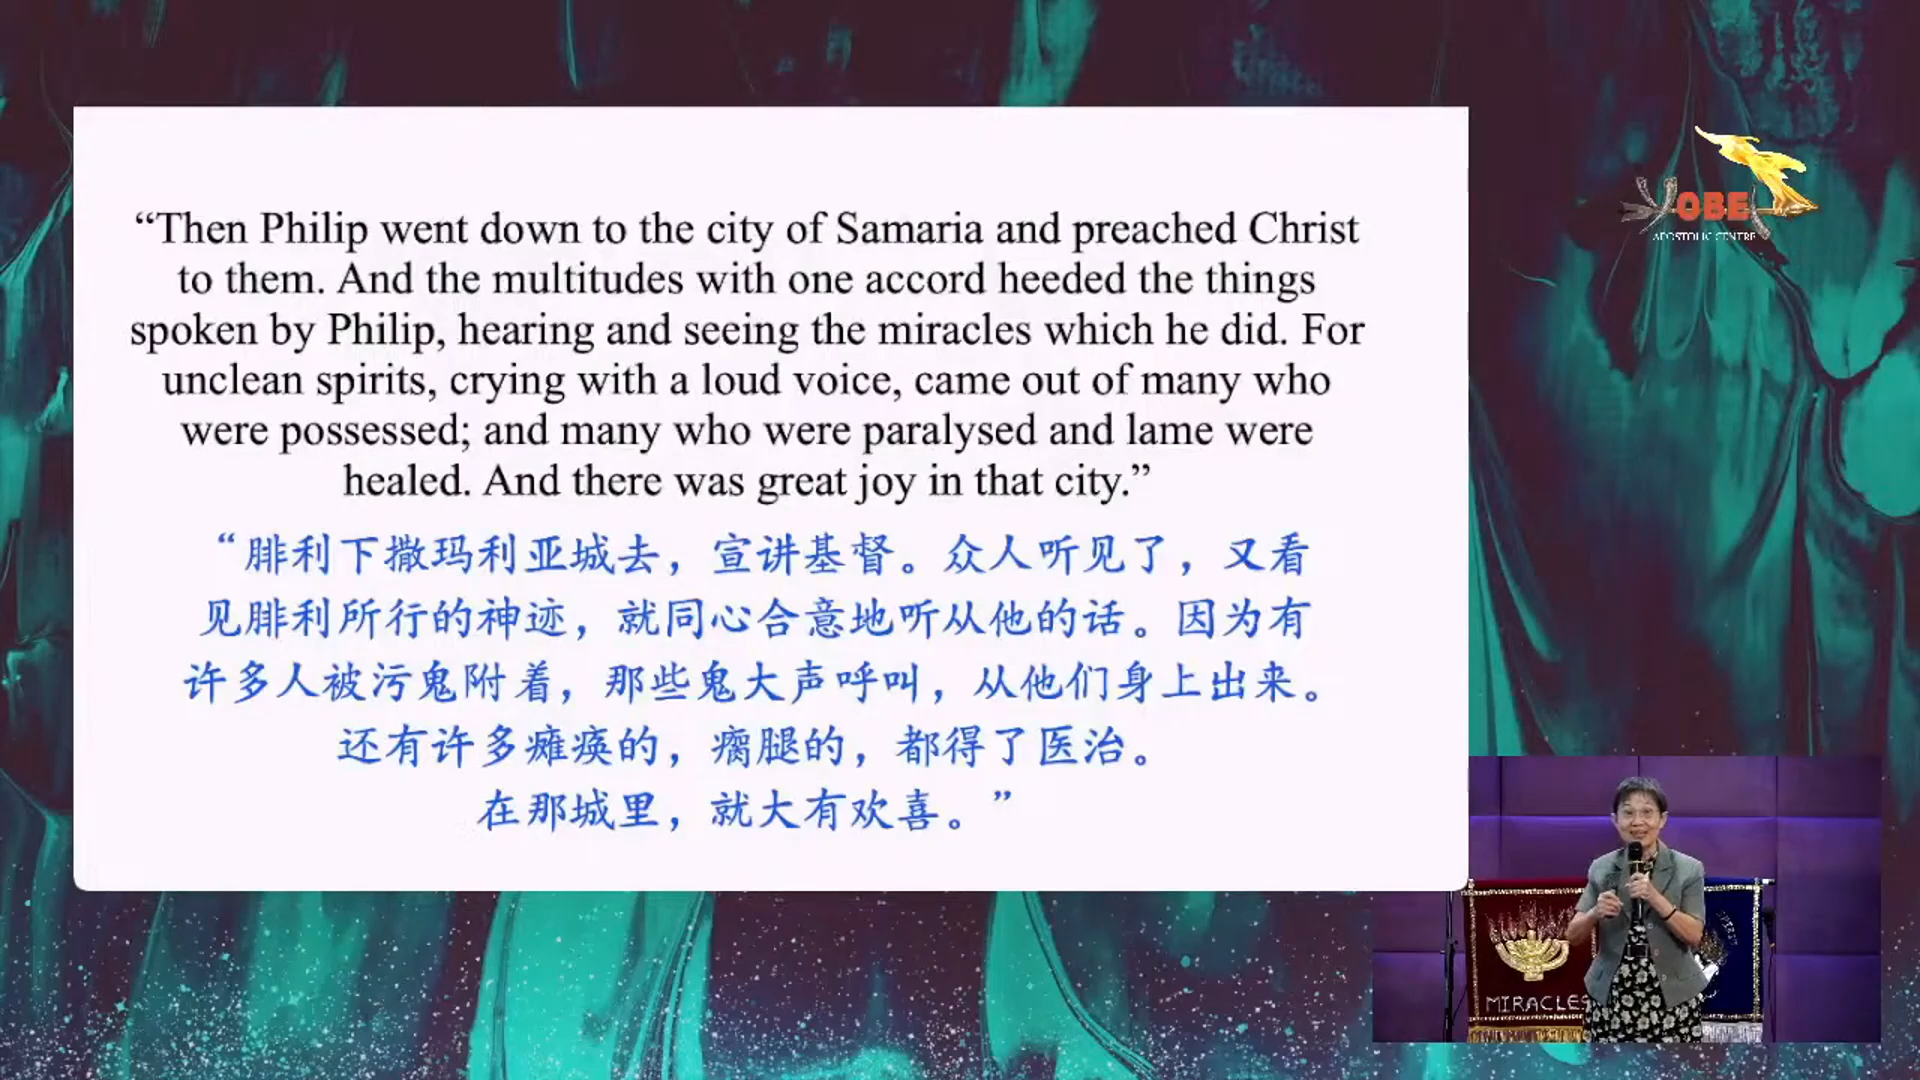 “Then Philip went down to the city of Samaria and preached Christ
to them. And the multitudes with one accord heeded the things
spoken by Philip, hearing and seeing the miracles which he did. For
unclean spirits, crying with a loud voice, came out of many who
were possessed; and many who were paralysed and lame were
healed. And there was great joy in that city.”
“腓利下撒玛利亚城去，宣讲基督。众人听见了，又看
见腓利所行的神迹，就同心合意地听从他的话。因为有
许多人被污鬼附着，那些鬼大声呼叫，从他们身上出来。
还有许多瘫痪的，瘸腿的，都得了医治。
在那城里，就大有欢喜。”
YOBEL
APOSTOLIC CENTRE
MIRACLES